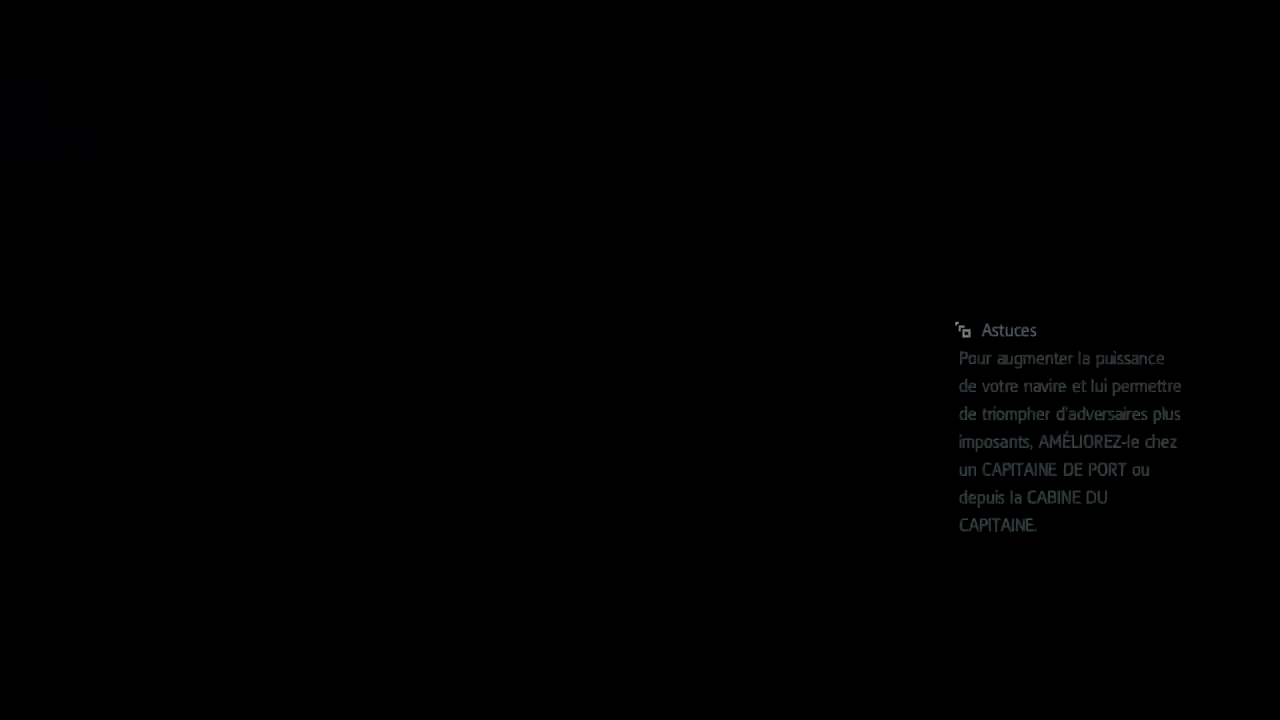 Astuces
Pour augmenter la puissance
de votre navire et lui permettre
de triompher d'adversaires plus
imposants, AMÉLIOREZ-le chez
un CAPITAINE DE PORT ou
depuis la CABINE DU
CAPITAINE.